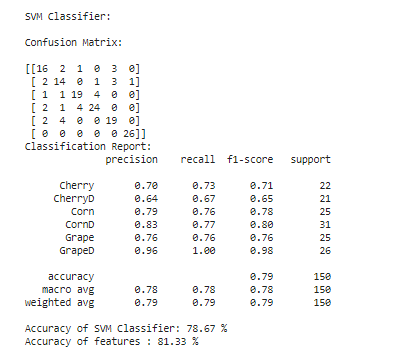 SVM Classifier:
Confusion Matrix:
[[16 2 1 0 3 0]
[ 2 14 0 1 3 1]
[ 1 1 19 4 0 0]
[ 2 1 4 24 0 0]
[ 2 4 0 0 19 0]
[ 0 0 0 0 0 26]]
Classification Report:
precision recall f1-score support
Cherry 0.70 0.73 0.71 22
CherryD 0.64 0.67 0.65 21
Corn 0.79 0.76 0.78 25
CornD 0.83 0.77 0.80 31
Grape 0.76 0.76 0.76 25
GrapeD 0.96 1.00 0.98 26
accuracy 0.79 150
macro avg 0.78 0.78 0.78 150
weighted avg 0.79 0.79 0.79 150
Accuracy of SVM Classifier: 78.67 %
Accuracy of features : 81.33 %